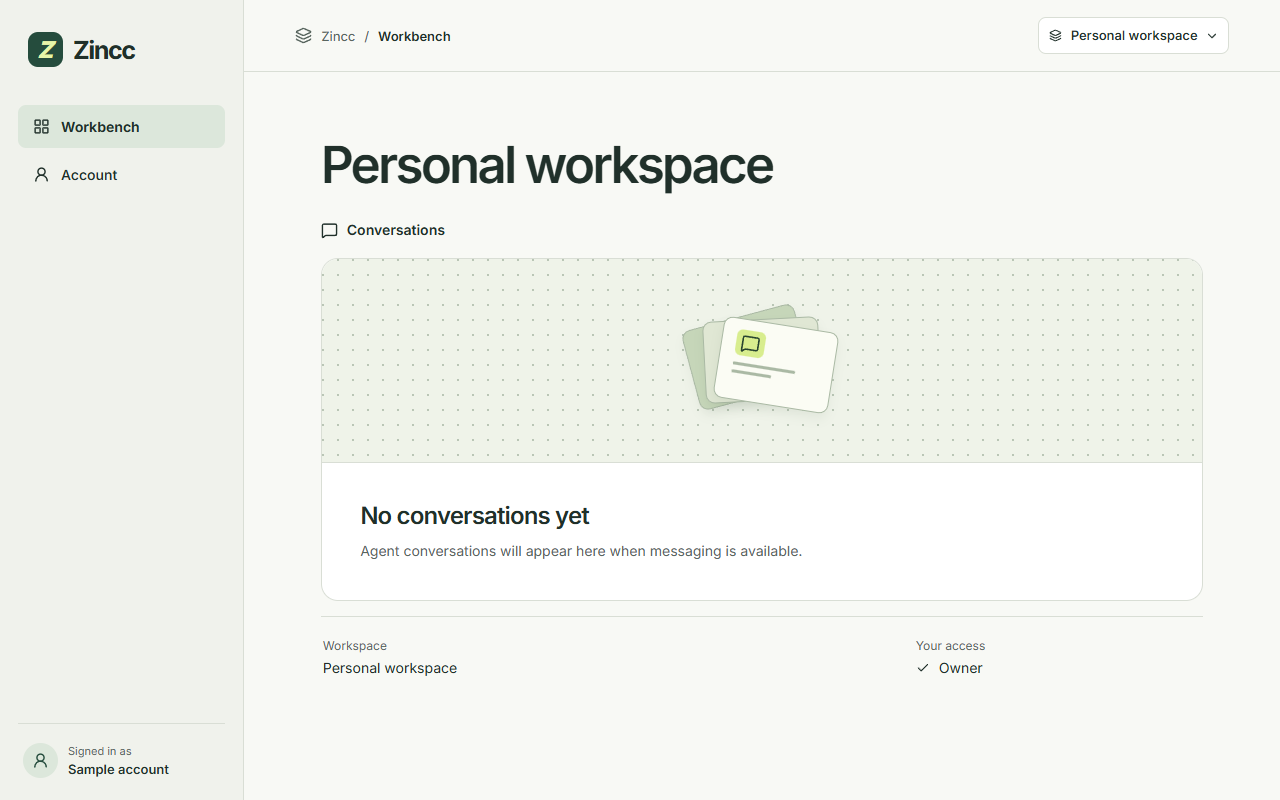 Z Zincc
Workbench
Account
Signed in as
Sample account
Zincc / Workbench
Personal workspace
Personal workspace
Conversations
No conversations yet
Agent conversations will appear here when messaging is available.
Workspace
Personal workspace
Your access
Owner